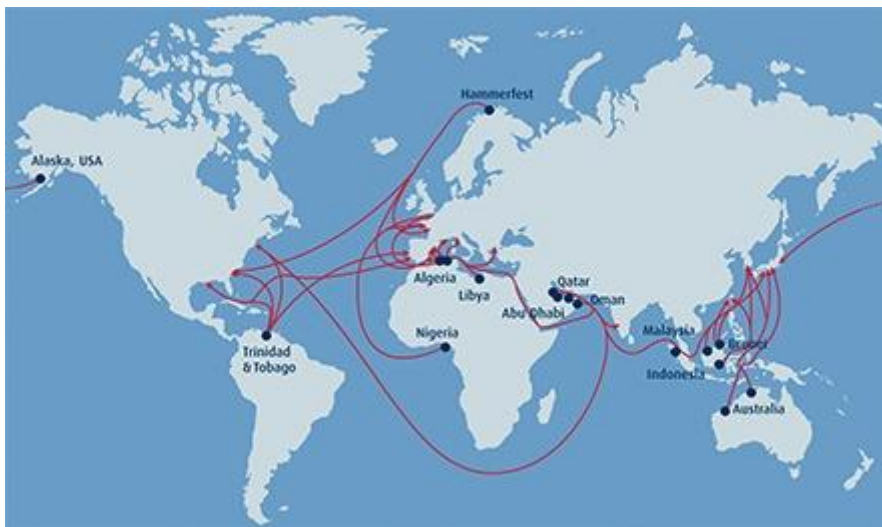 Hammerfest
Alaska, USA
Algeria
Libya
Qatar
Abu Dhabi
Oman
Nigeria
Trinidad
& Tobago
Malaysia
Brunei
Indonesia
Australia